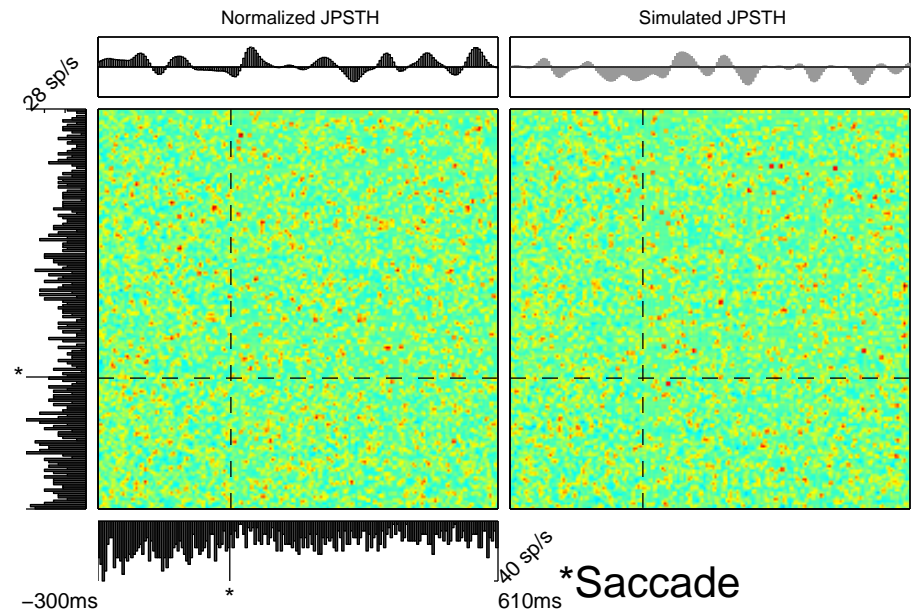 Normalized JPSTH
Simulated JPSTH
28 sp/s
*
40 sp/s
*
*Saccade
−300ms
610ms